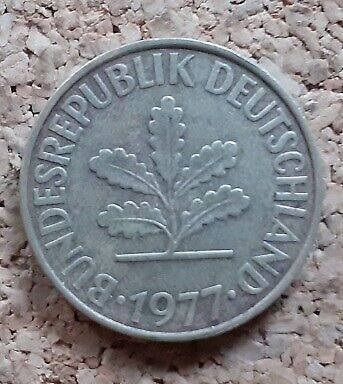 BUNDESREPUBLIK DEUTSCHLAND
· 1977 ·